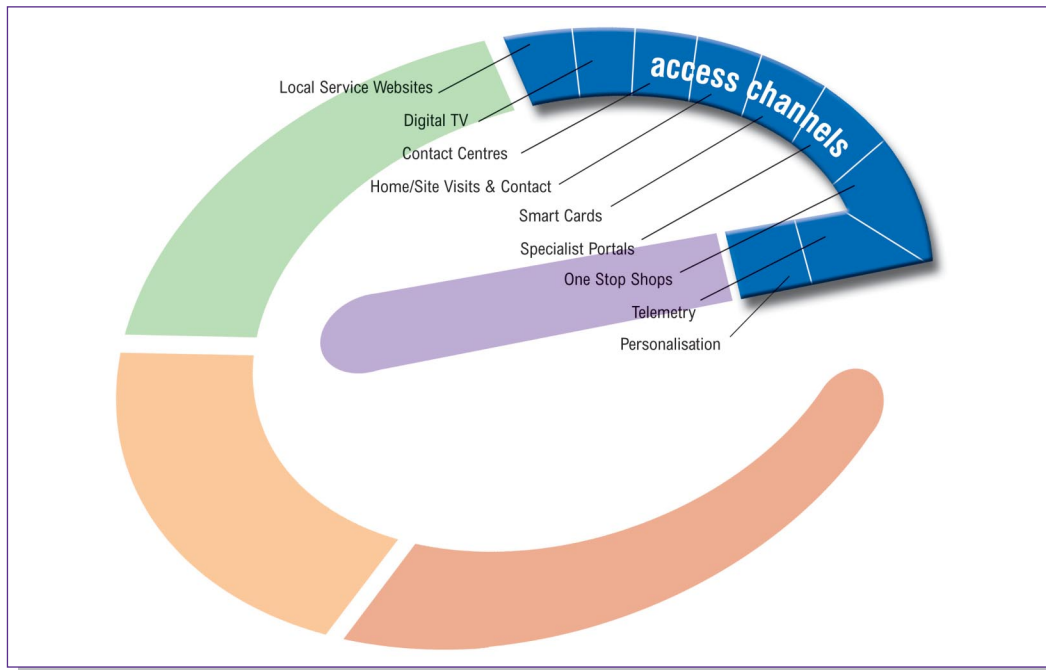 access channels
Local Service Websites
Digital TV
Contact Centres
Home/Site Visits & Contact
Smart Cards
Specialist Portals
One Stop Shops
Telemetry
Personalisation